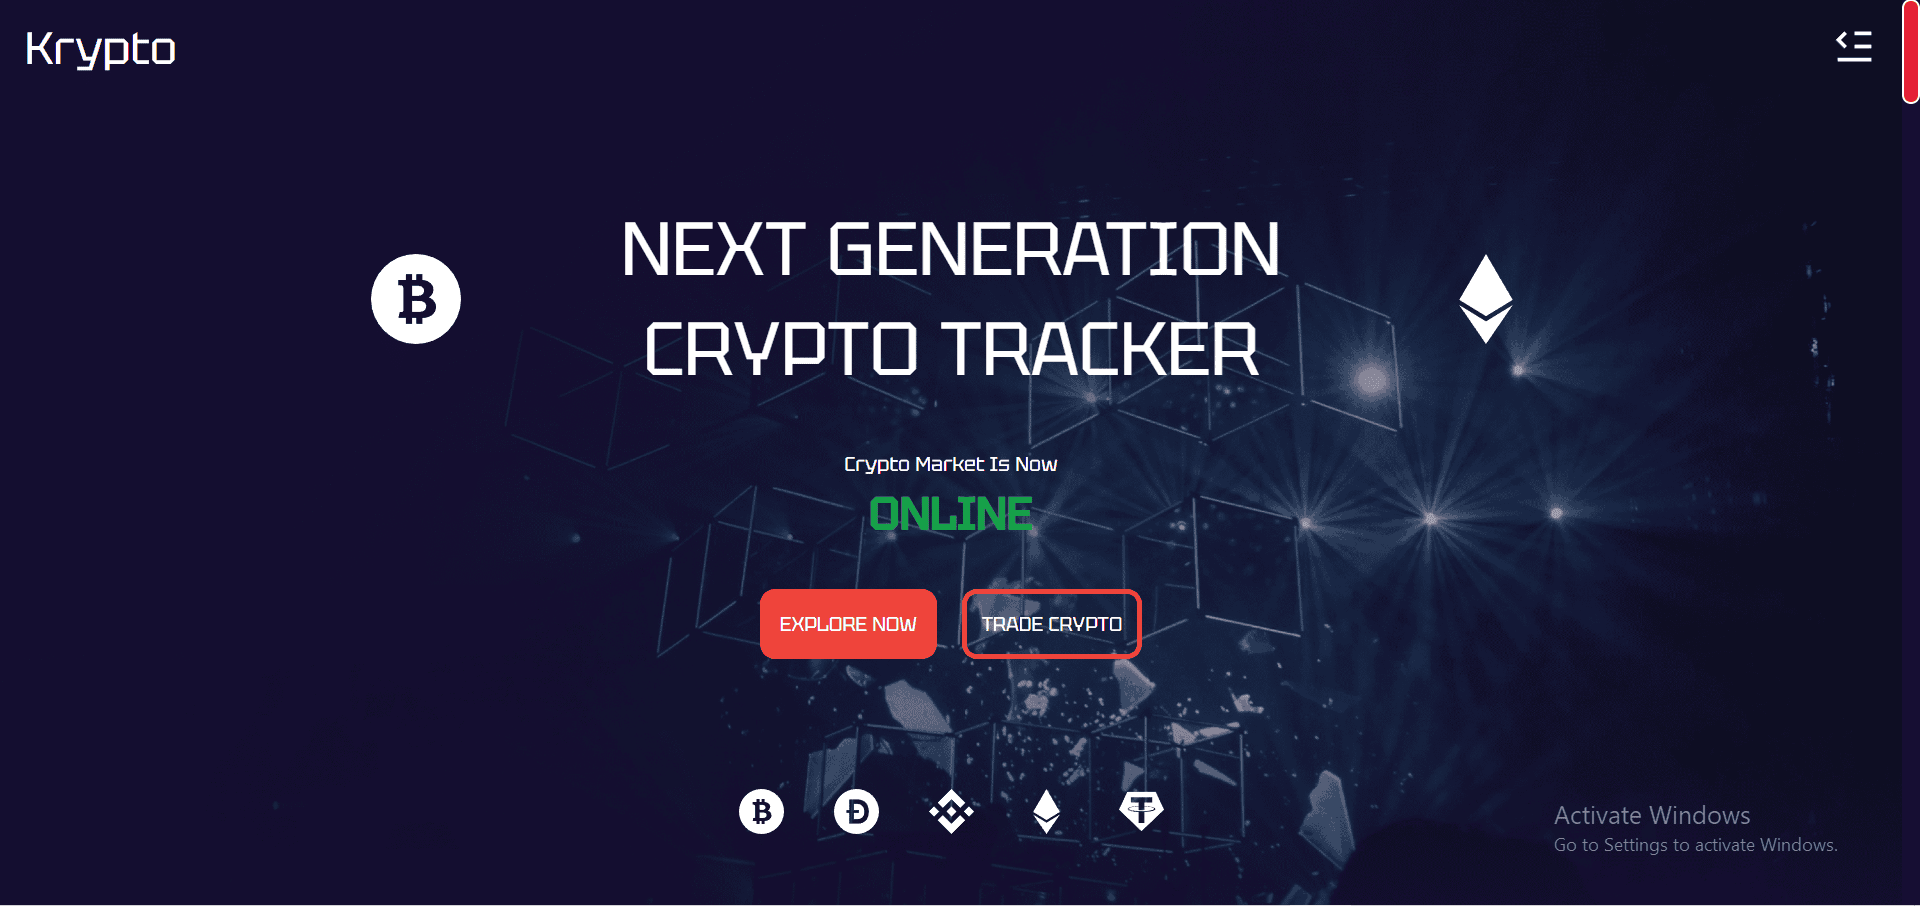 Krypto
NEXT GENERATION
CRYPTO TRACKER
Crypto Market Is Now
ONLINE
EXPLORE NOW
TRADE CRYPTO
Activate Windows
Go to Settings to activate Windows.